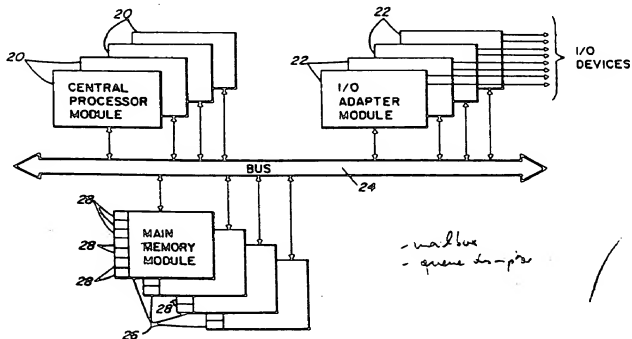 20
22
20
22
I/O
DEVICES
CENTRAL
PROCESSOR
MODULE
I/O
ADAPTER
MODULE
BUS
24
28
28
28
MAIN
MEMORY
MODULE
28
26
- queue